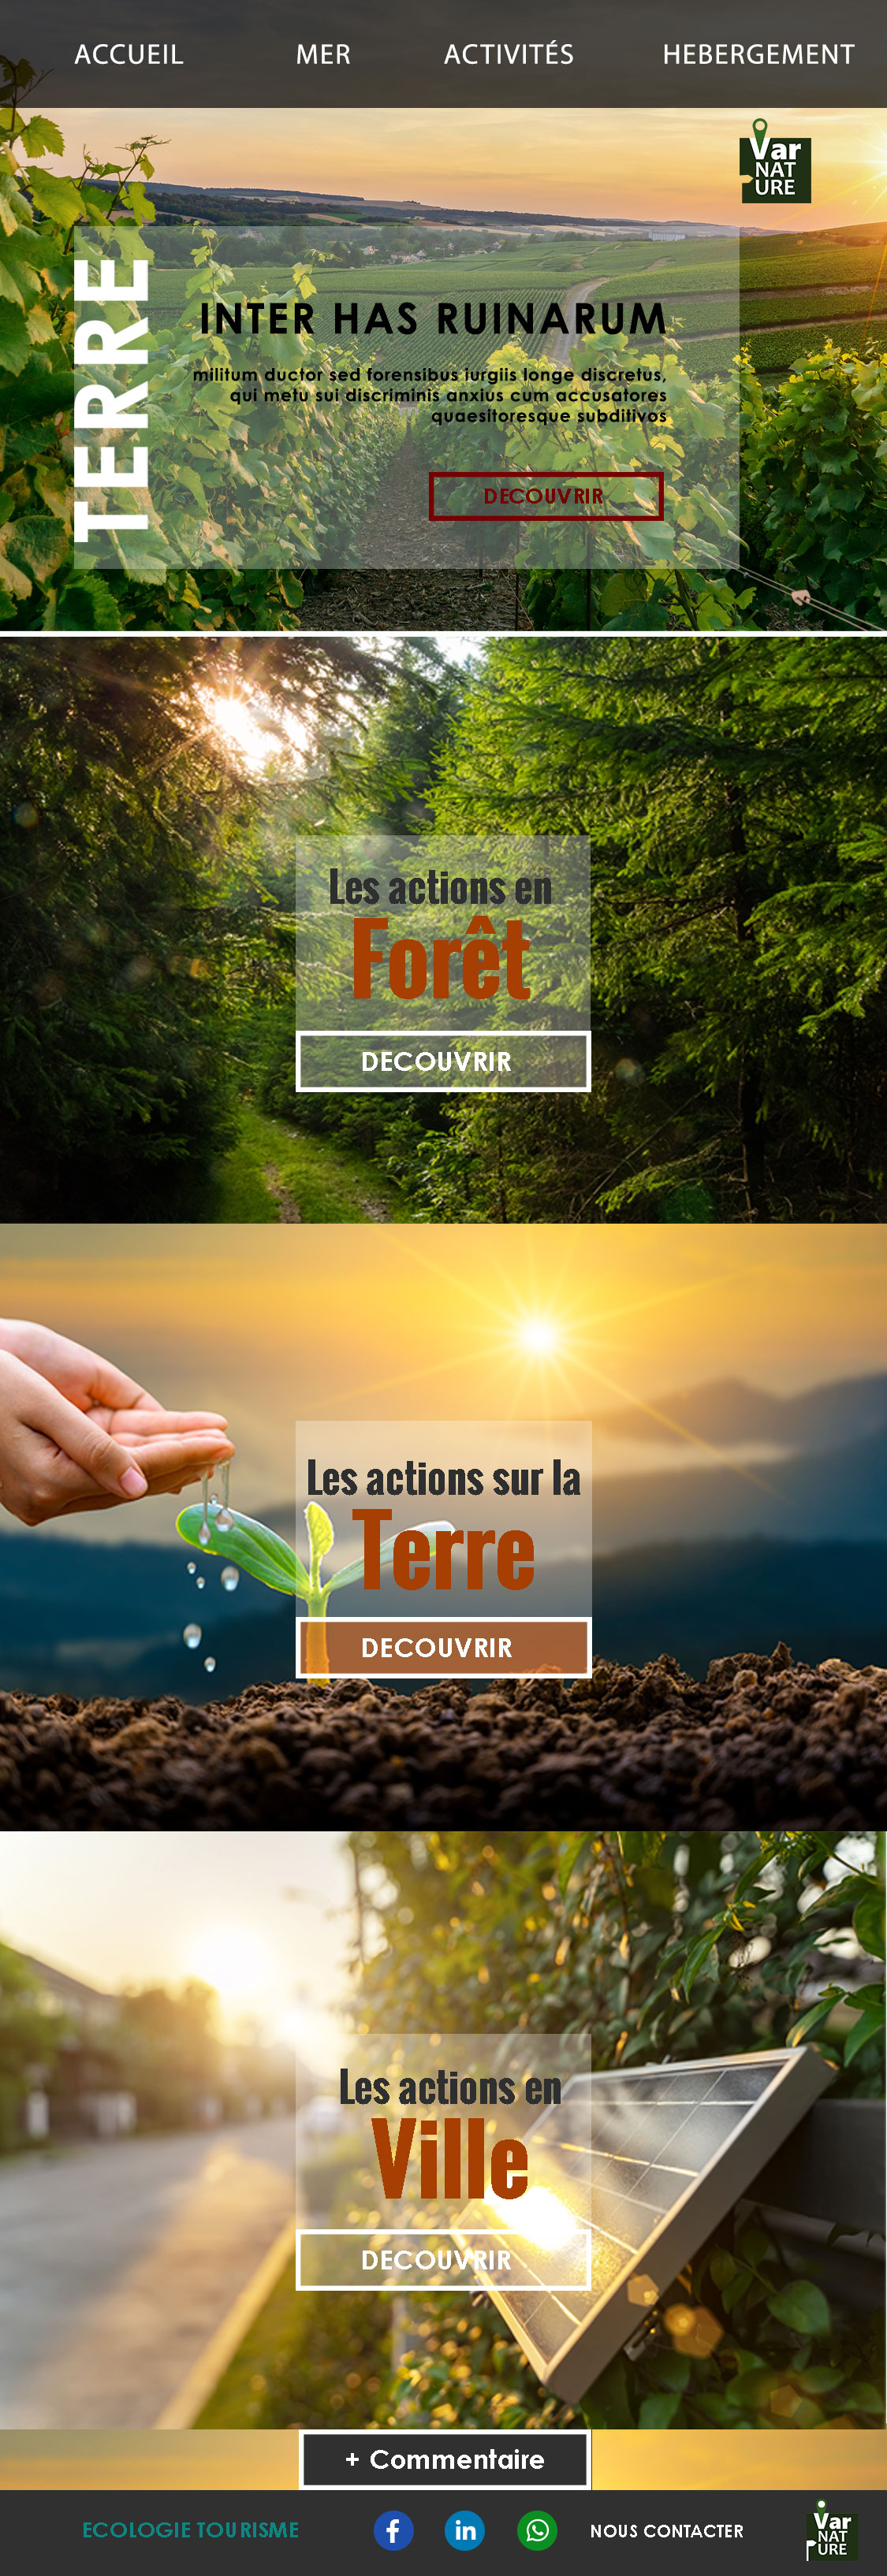 ACCUEIL MER ACTIVITÉS HEBERGEMENT
Var
NAT
URE
TERRE
INTER HAS RUINARUM
militum ductor sed forensibus iurgiis longe discretus,
qui metu sui discriminis anxius cum accusatores
quaesitoresque subditivos
DECOUVRIR
Les actions en
Forêt
DECOUVRIR
Les actions sur la
Terre
DECOUVRIR
Les actions en
Ville
DECOUVRIR
+ Commentaire
ECOLOGIE TOURISME f in NOUS CONTACTER
Var
NAT
URE